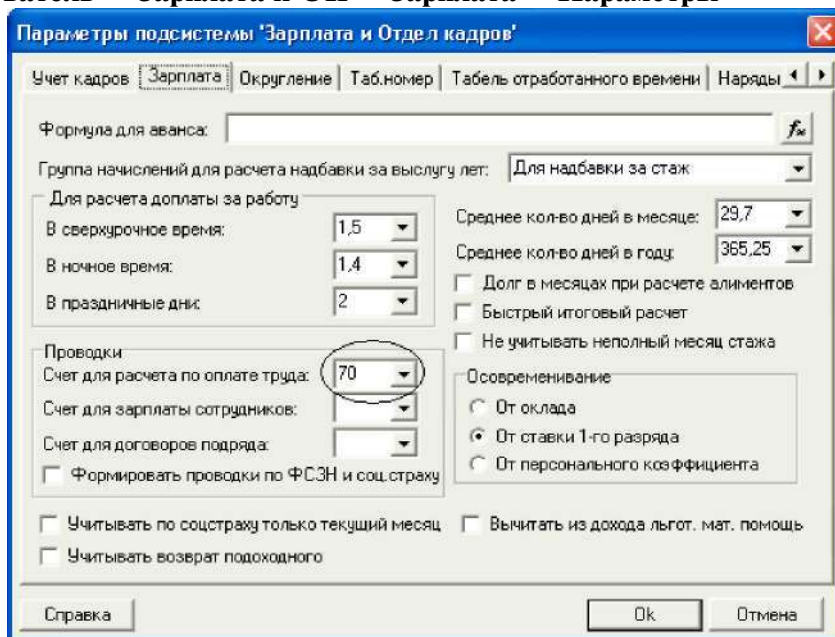 Параметры подсистемы 'Зарплата и Отдел кадров'
Учет кадров Зарплата Округление Таб.номер Табель отработанного времени Наряды
Формула для аванса:
Группа начислений для расчета надбавки за выслугу лет: Для надбавки за стаж
Для расчета доплаты за работу
В сверхурочное время: 1,5
В ночное время: 1,4
В праздничные дни: 2
Среднее кол-во дней в месяце: 29,7
Среднее кол-во дней в году: 365,25
Долг в месяцах при расчете алиментов
Быстрый итоговый расчет
Не учитывать неполный месяц стажа
Проводки
Счет для расчета по оплате труда: 70
Счет для зарплаты сотрудников:
Счет для договоров подряда:
Формировать проводки по ФСЗН и соц.страху
Осовременивание
От оклада
От ставки 1-го разряда
От персонального коэффициента
Учитывать по соцстраху только текущий месяц
Вычитать из дохода льгот. мат. помощь
Учитывать возврат подоходного
Справка Ok Отмена